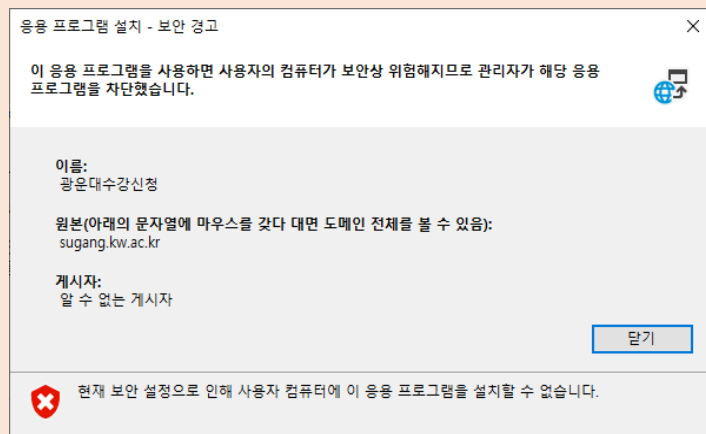 응용 프로그램 설치 - 보안 경고
이 응용 프로그램을 사용하면 사용자의 컴퓨터가 보안상 위험해지므로 관리자가 해당 응용
프로그램을 차단했습니다.
이름:
광운대수강신청
원본(아래의 문자열에 마우스를 갖다 대면 도메인 전체를 볼 수 있음):
sugang.kw.ac.kr
게시자:
알 수 없는 게시자
닫기
현재 보안 설정으로 인해 사용자 컴퓨터에 이 응용 프로그램을 설치할 수 없습니다.